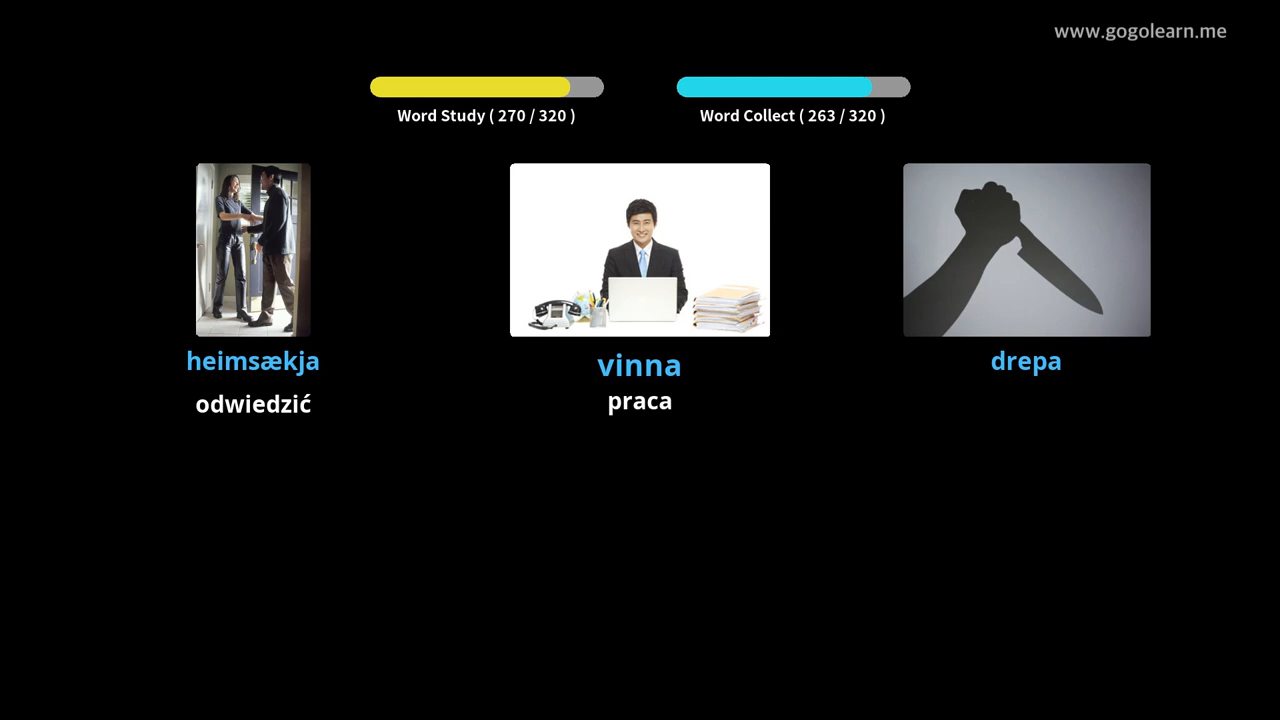 www.gogolearn.me
Word Study ( 270 / 320 )
Word Collect ( 263 / 320 )
heimsækja
odwiedzić
vinna
praca
drepa